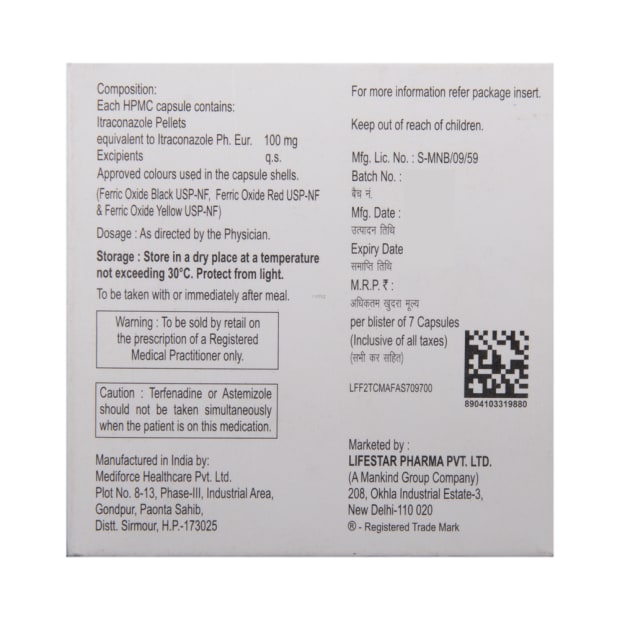 Composition:
Each HPMC capsule contains:
Itraconazole Pellets
equivalent to Itraconazole Ph. Eur. 100 mg
Excipients q.s.
Approved colours used in the capsule shells.
(Ferric Oxide Black USP-NF, Ferric Oxide Red USP-NF
& Ferric Oxide Yellow USP-NF)
Dosage : As directed by the Physician.
Storage : Store in a dry place at a temperature
not exceeding 30°C. Protect from light.
To be taken with or immediately after meal.
Warning : To be sold by retail on
the prescription of a Registered
Medical Practitioner only.
Caution : Terfenadine or Astemizole
should not be taken simultaneously
when the patient is on this medication.
Manufactured in India by:
Mediforce Healthcare Pvt. Ltd.
Plot No. 8-13, Phase-III, Industrial Area,
Gondpur, Paonta Sahib,
Distt. Sirmour, H.P.-173025
For more information refer package insert.
Keep out of reach of children.
Mfg. Lic. No. : S-MNB/09/59
Batch No. :
बैच नं.
Mfg. Date :
उत्पादन तिथि
Expiry Date
समाप्ति तिथि
M.R.P. ₹ :
अधिकतम खुदरा मूल्य
per blister of 7 Capsules
(Inclusive of all taxes)
(सभी कर सहित)
LFF2TCMAFAS709700
8904103319880
Marketed by :
LIFESTAR PHARMA PVT. LTD.
(A Mankind Group Company)
208, Okhla Industrial Estate-3,
New Delhi-110 020
® - Registered Trade Mark